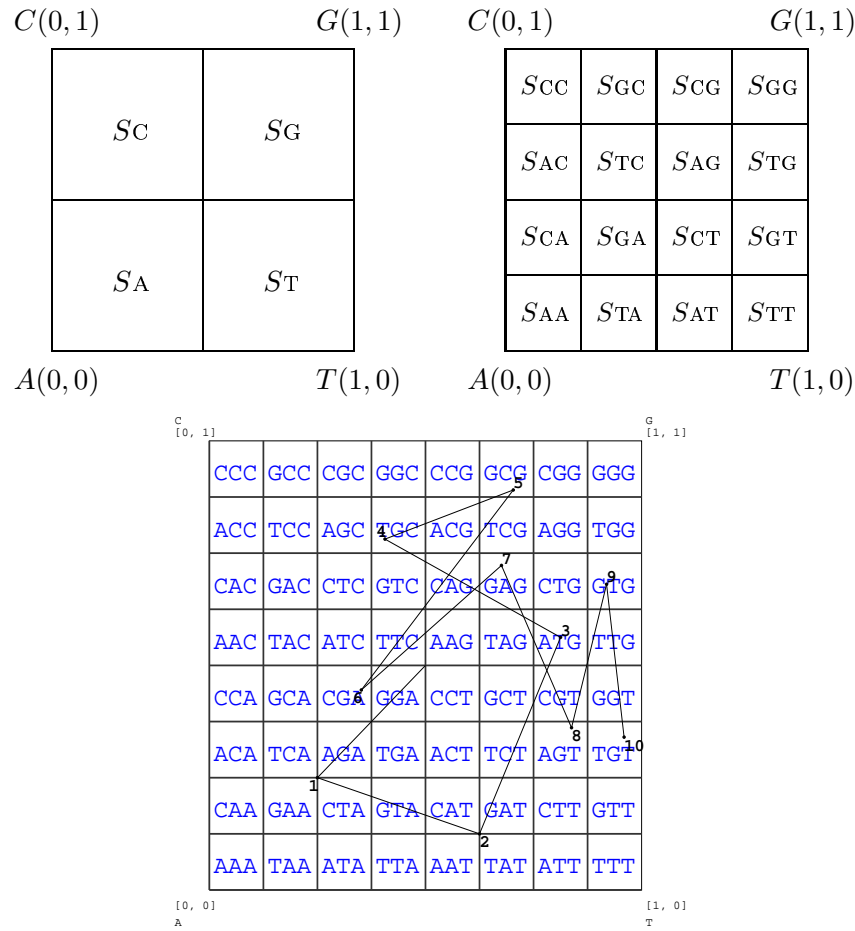 C(0, 1) G(1, 1) C(0, 1) G(1, 1)
SC SG
SA ST
SCC SGC SCG SGG
SAC STC SAG STG
SCA SGA SCT SGT
SAA STA SAT STT
A(0, 0) T(1, 0) A(0, 0) T(1, 0)
C G
[0, 1] [1, 1]
CCC GCC CGC GGC CCG GCG CGG GGG
5
ACC TCC AGC TGC ACG TCG AGG TGG
4
7
CAC GAC CTC GTC CAG GAG CTG GTG
9
3
AAC TAC ATC TTC AAG TAG ATG TTG
CCA GCA CGA GGA CCT GCT CGT GGT
6
8
10
ACA TCA AGA TGA ACT TCT AGT TGT
1
CAA GAA CTA GTA CAT GAT CTT GTT
2
AAA TAA ATA TTA AAT TAT ATT TTT
[0, 0] [1, 0]
A T